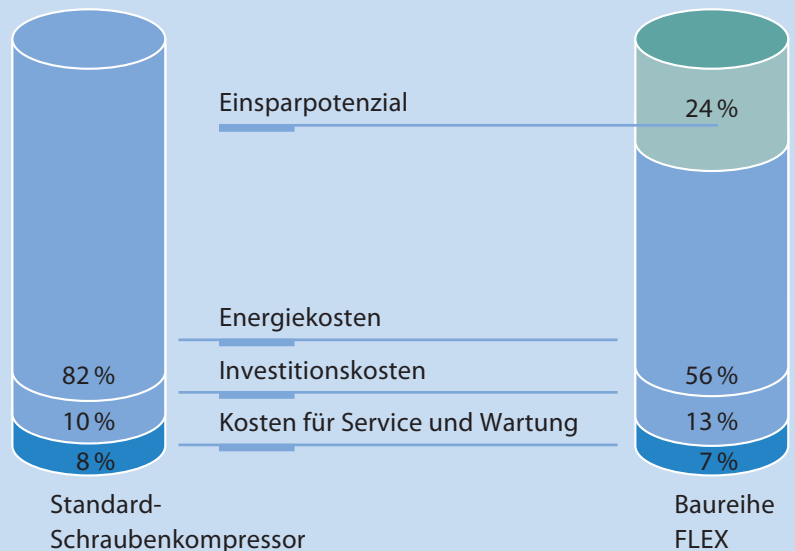 Einsparpotenzial
24 %
Energiekosten
82 %
Investitionskosten
56 %
10 %
Kosten für Service und Wartung
13 %
8 %
7 %
Standard-
Schraubenkompressor
Baureihe
FLEX